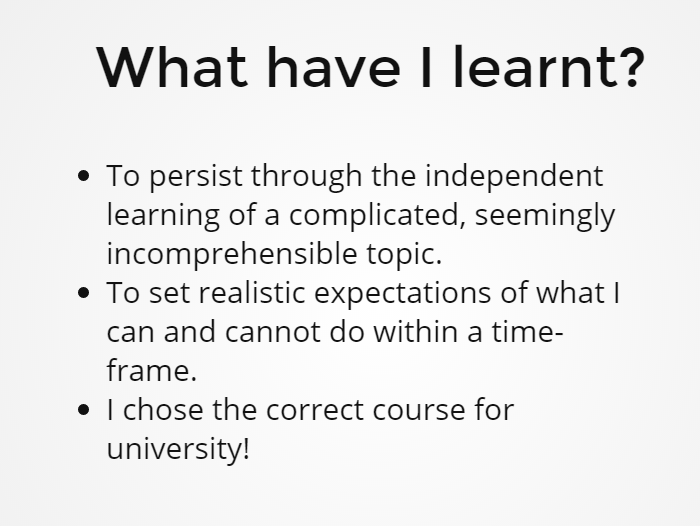 What have I learnt?
• To persist through the independent
learning of a complicated, seemingly
incomprehensible topic.
• To set realistic expectations of what I
can and cannot do within a time-
frame.
• I chose the correct course for
university!